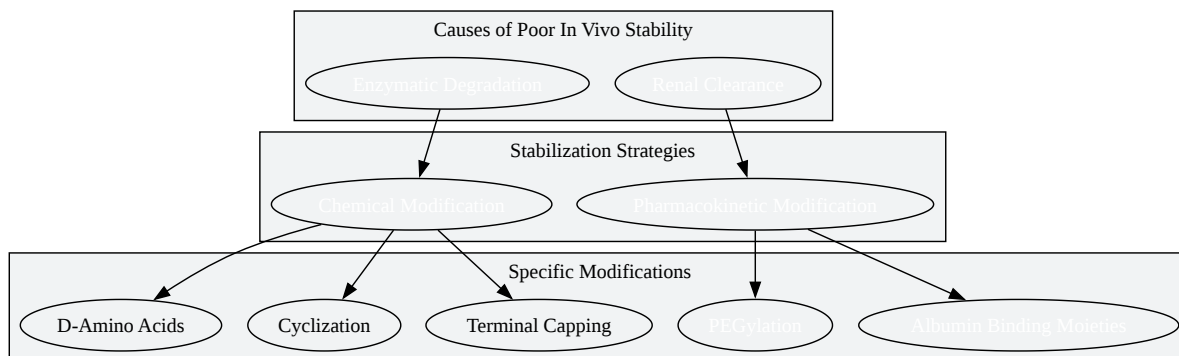 Causes of Poor In Vivo Stability
Enzymatic Degradation
Renal Clearance
Stabilization Strategies
Chemical Modification
Pharmacokinetic Modification
Specific Modifications
D-Amino Acids
Cyclization
Terminal Capping
PEGylation
Albumin Binding Moieties